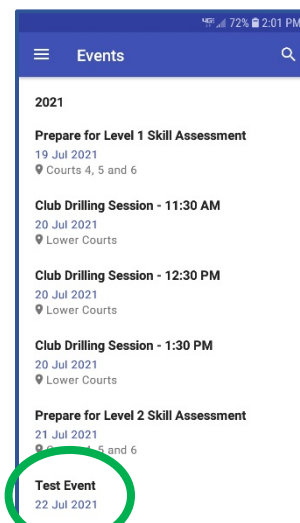 4GE 72% 2:01 PM
Events
2021
Prepare for Level 1 Skill Assessment
19 Jul 2021
Courts 4, 5 and 6
Club Drilling Session - 11:30 AM
20 Jul 2021
Lower Courts
Club Drilling Session - 12:30 PM
20 Jul 2021
Lower Courts
Club Drilling Session - 1:30 PM
20 Jul 2021
Lower Courts
Prepare for Level 2 Skill Assessment
21 Jul 2021
5 and 6
Test Event
22 Jul 2021